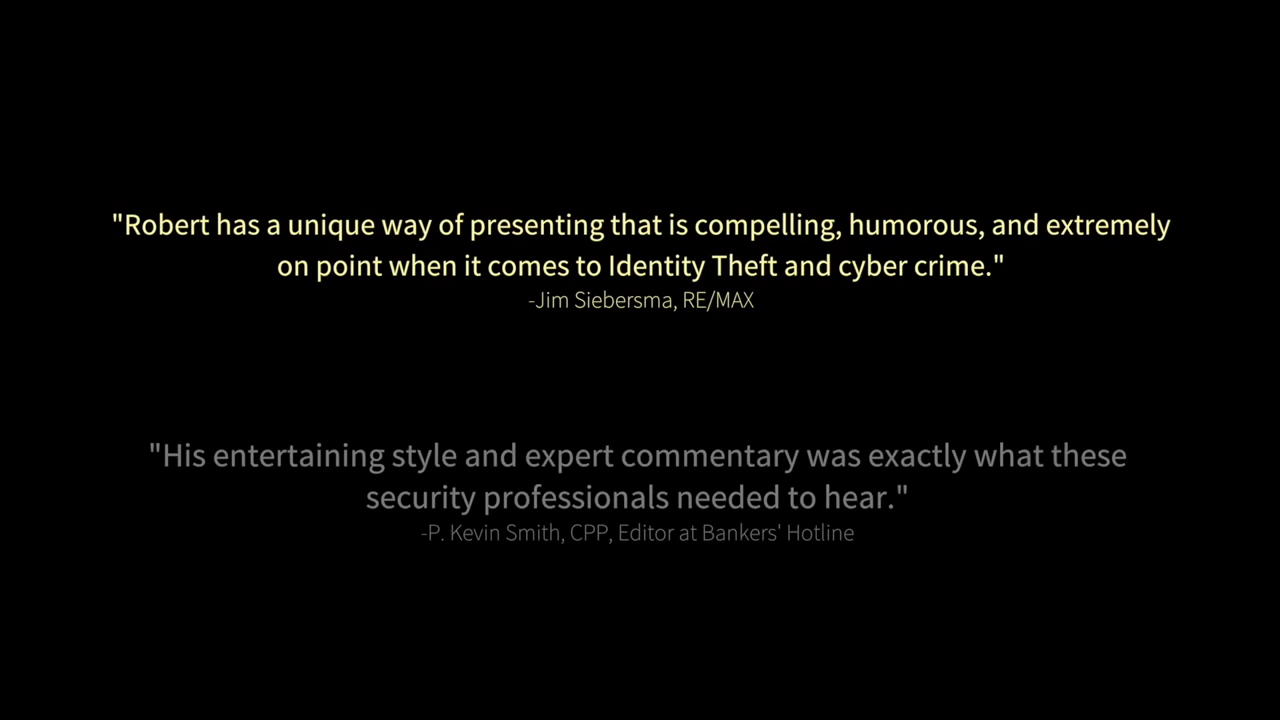 "Robert has a unique way of presenting that is compelling, humorous, and extremely
on point when it comes to Identity Theft and cyber crime."
-Jim Siebersma, RE/MAX
"His entertaining style and expert commentary was exactly what these
security professionals needed to hear."
-P. Kevin Smith, CPP, Editor at Bankers' Hotline